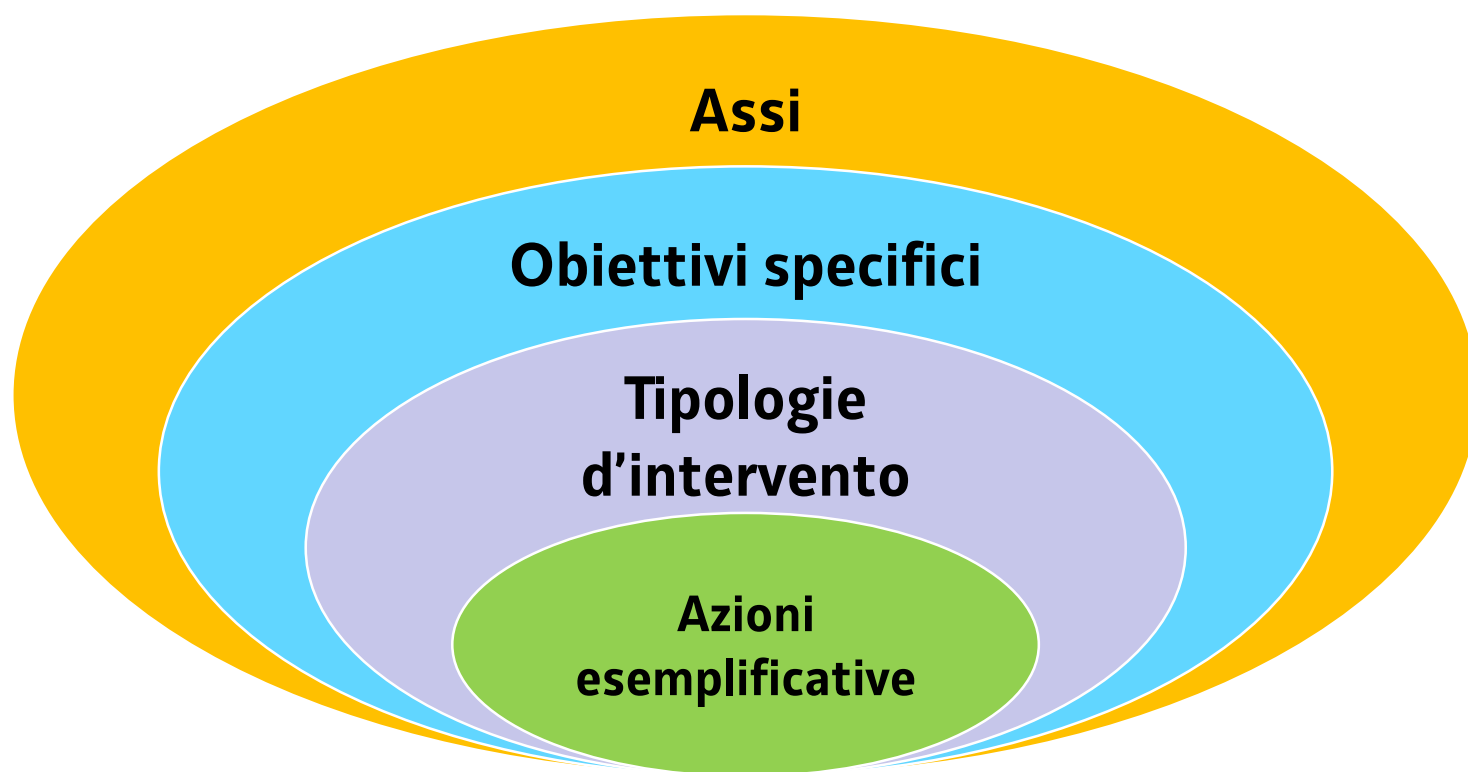 Assi
Obiettivi specifici
Tipologie
d’intervento
Azioni
esemplificative